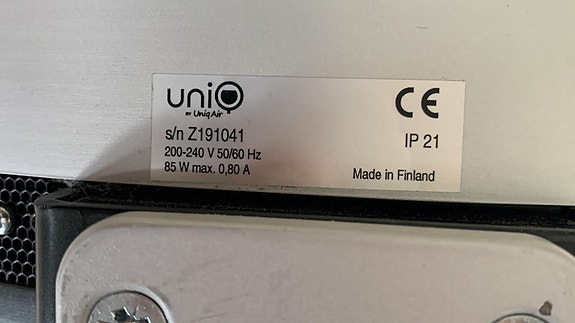 uniQ
BY UniqAir
CE
s/n Z191041
IP 21
200-240 V 50/60 Hz
85 W max. 0,80 A
Made in Finland